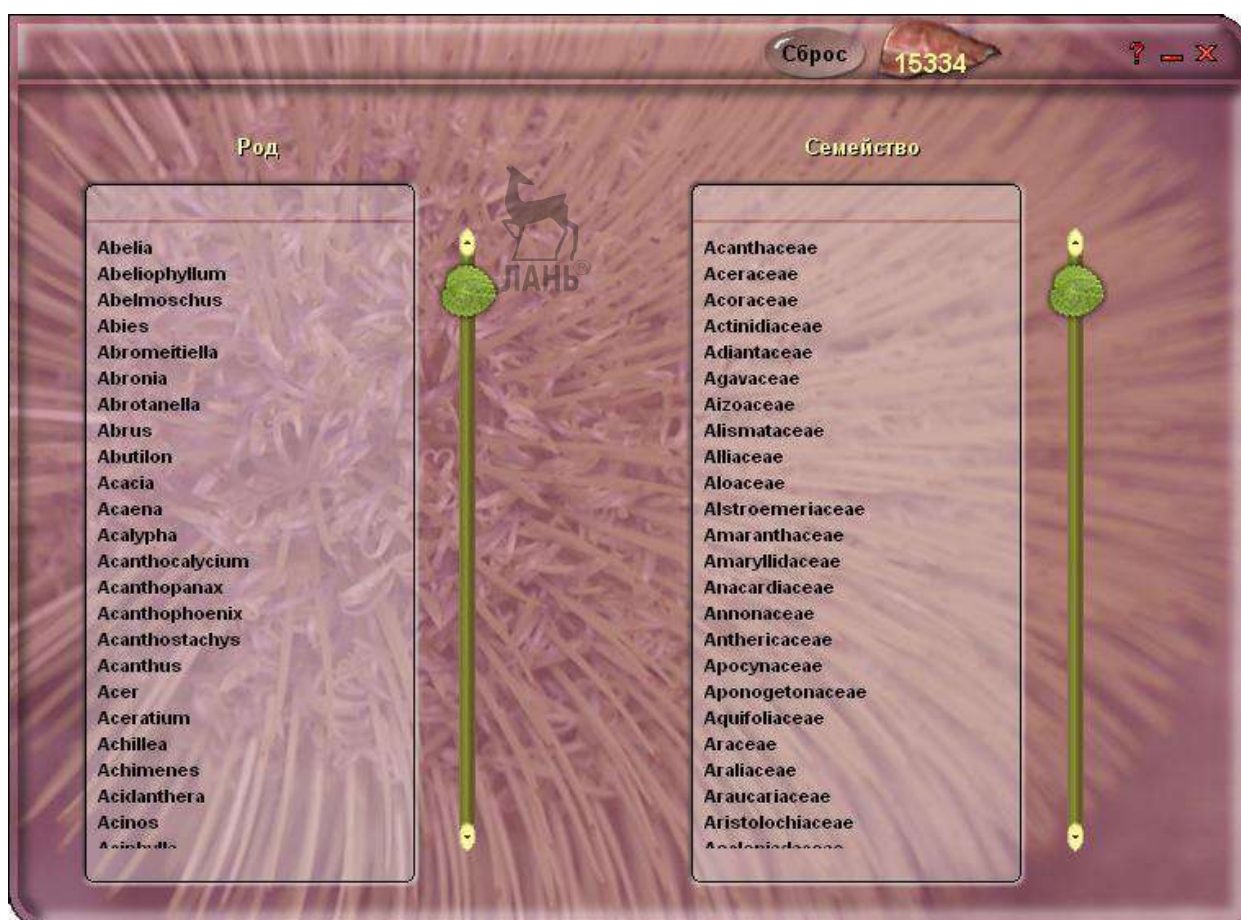 Сброс 15334 ?
Род
Семейство
ЛАНЬ®
Abelia
Abeliophyllum
Abelmoschus
Abies
Abromeitiella
Abronia
Abrotanella
Abrus
Abutilon
Acacia
Acaena
Acalypha
Acanthocalycium
Acanthopanax
Acanthophoenix
Acanthostachys
Acanthus
Acer
Aceratium
Achillea
Achimenes
Acidanthera
Acinos
Acanthaceae
Aceraceae
Acoraceae
Actinidiaceae
Adiantaceae
Agavaceae
Aizoaceae
Alismataceae
Alliaceae
Aloaceae
Alstroemeriaceae
Amaranthaceae
Amaryllidaceae
Anacardiaceae
Annonaceae
Anthericaceae
Apocynaceae
Aponogetonaceae
Aquifoliaceae
Araceae
Araliaceae
Araucariaceae
Aristolochiaceae